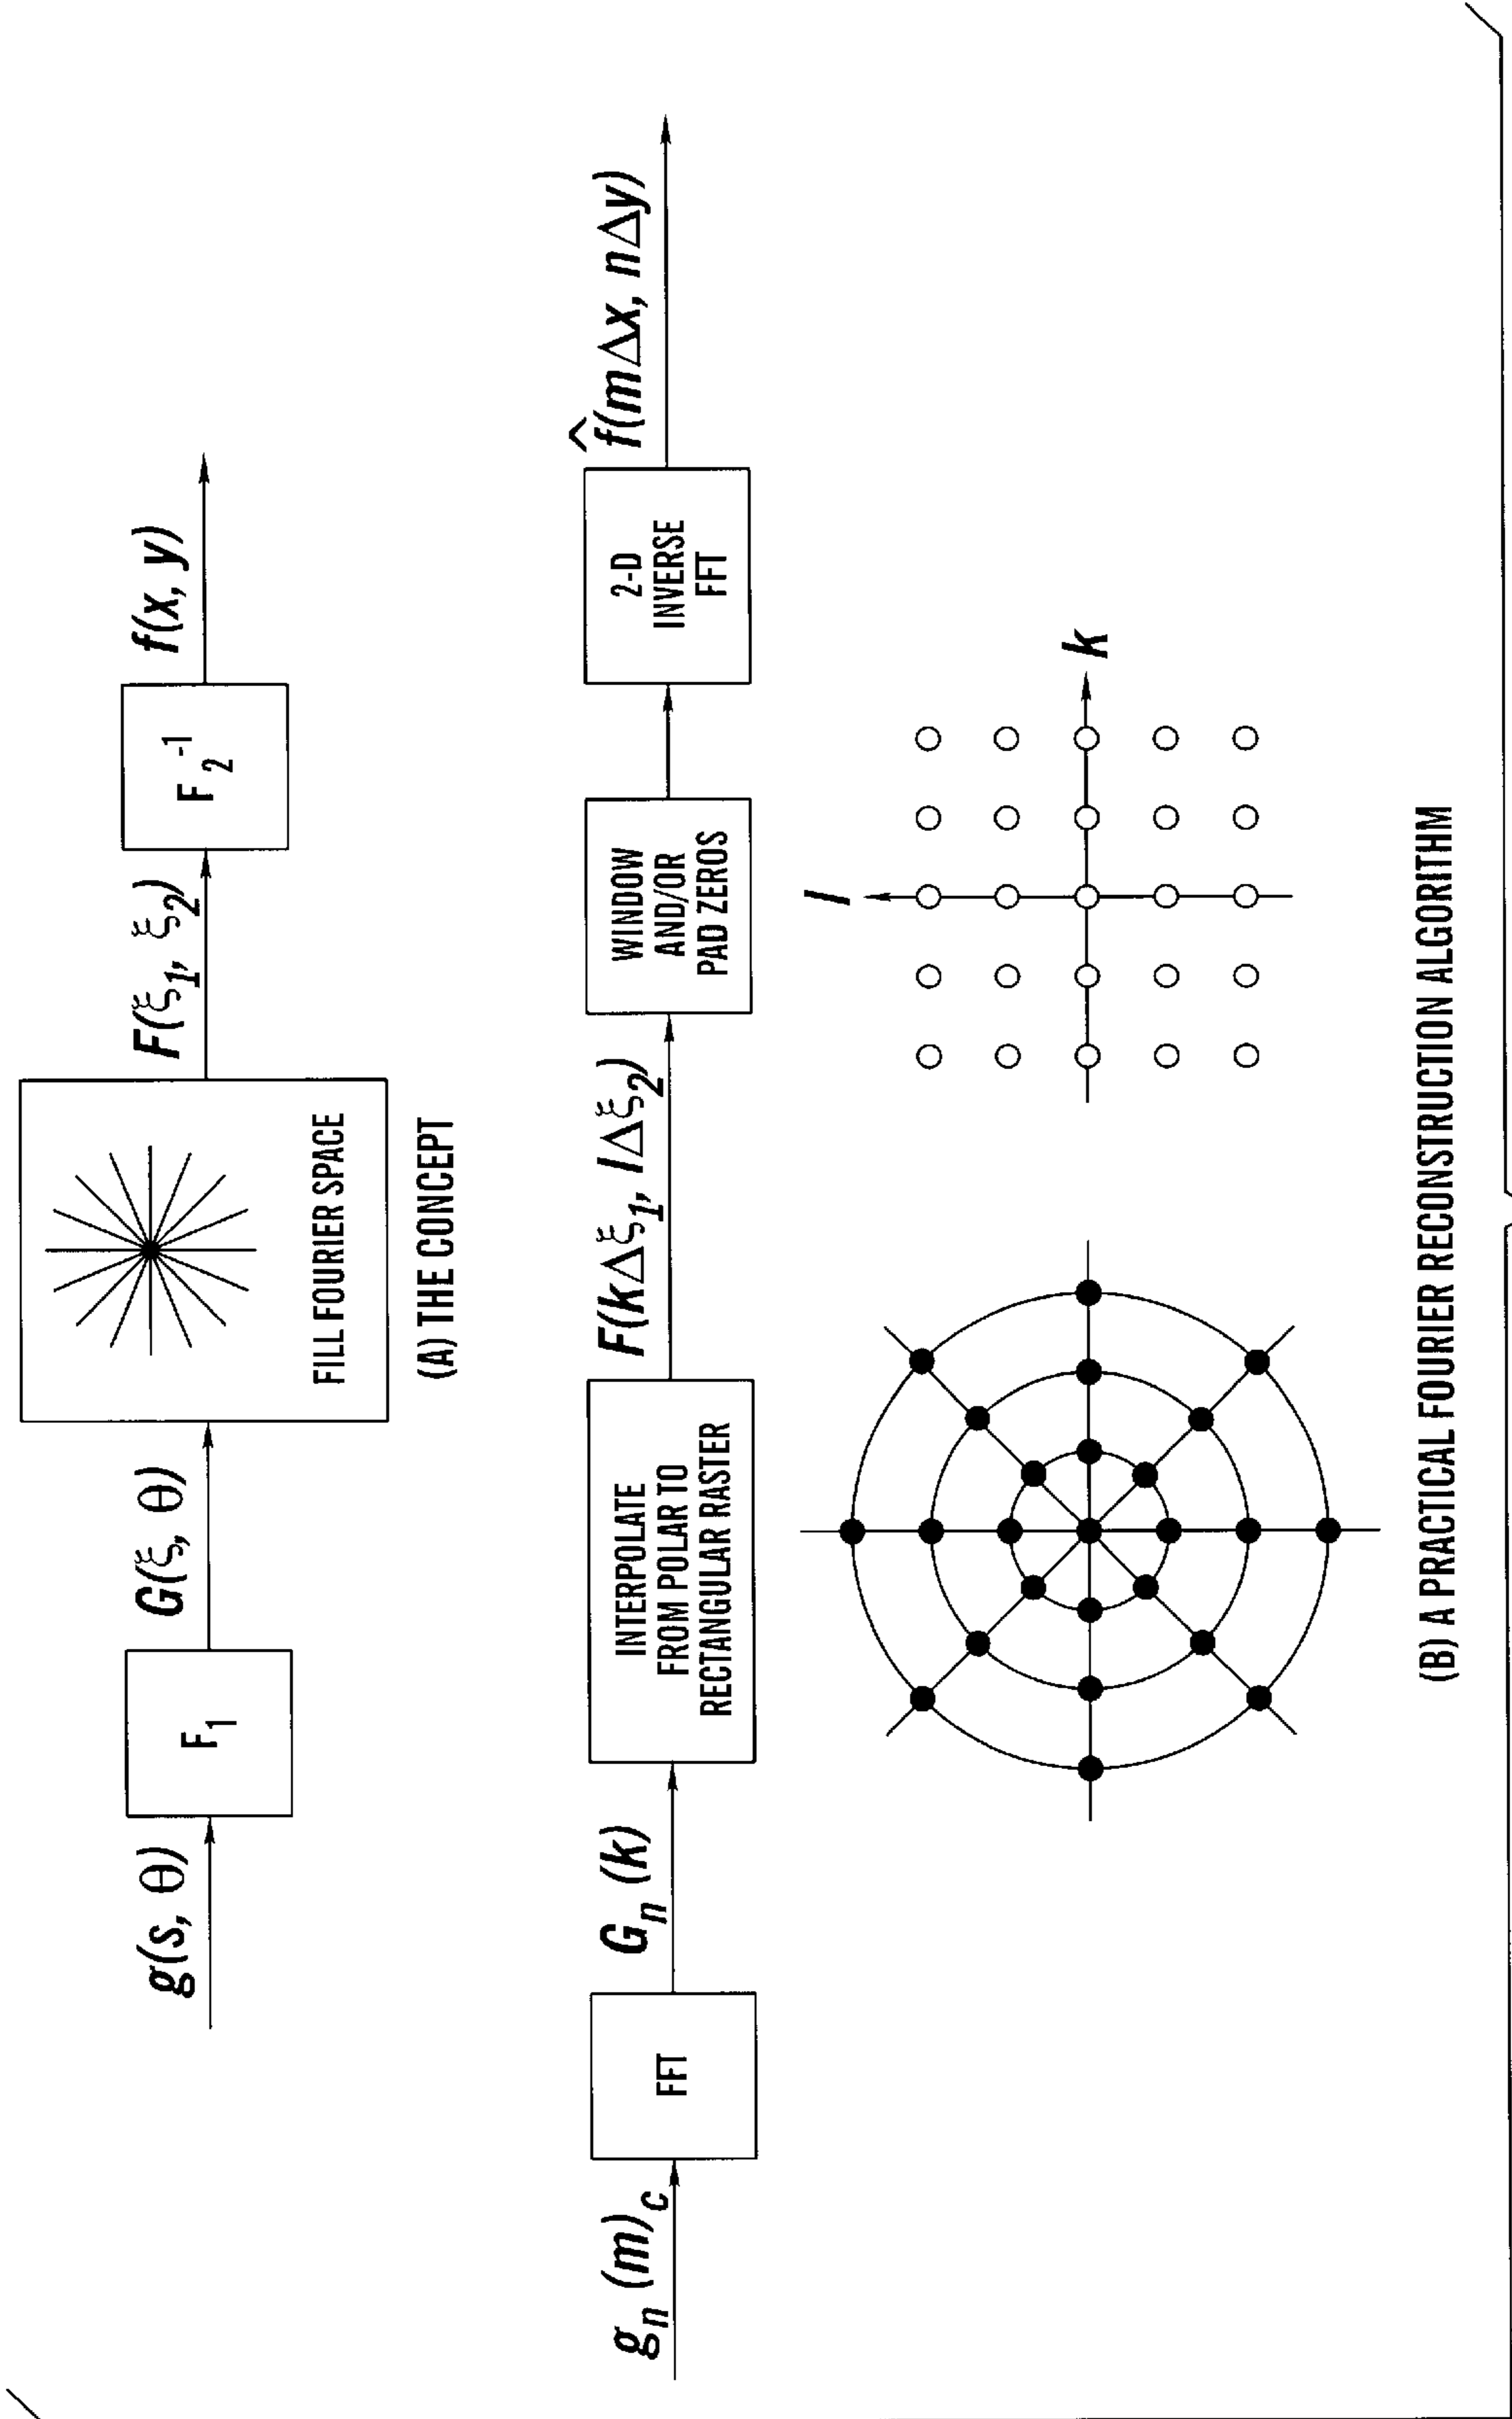 g(s, θ)
F₁
G(ξ, θ)
FILL FOURIER SPACE
F(ξ₁, ξ₂)
F₂⁻¹
f(x, y)
(A) THE CONCEPT
gₙ (m)_c
FFT
Gₙ (k)
INTERPOLATE
FROM POLAR TO
RECTANGULAR RASTER
F(kΔξ₁, lΔξ₂)
WINDOW
AND/OR
PAD ZEROS
2-D
INVERSE
FFT
f̂(mΔx, nΔy)
l
k
(B) A PRACTICAL FOURIER RECONSTRUCTION ALGORITHM